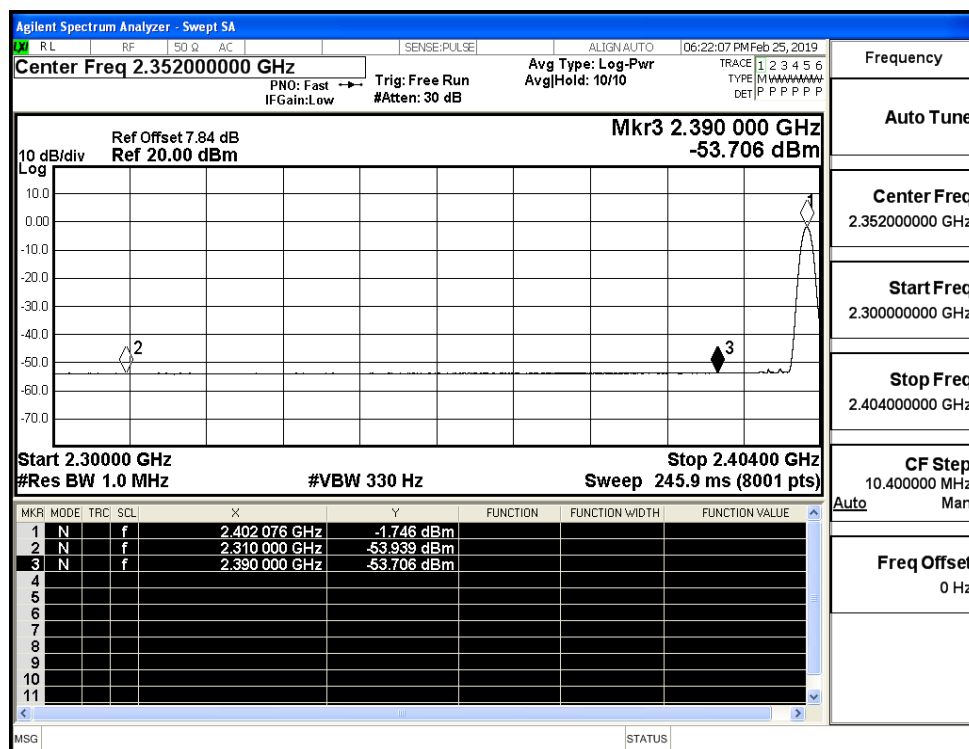 Agilent Spectrum Analyzer - Swept SA
LXI RL RF 50 Ω AC SENSE:PULSE ALIGN AUTO 06:22:07 PM Feb 25, 2019
Center Freq 2.352000000 GHz
PNO: Fast
IFGain:Low
Trig: Free Run
#Atten: 30 dB
Avg Type: Log-Pwr
Avg|Hold: 10/10
TRACE 1 2 3 4 5 6
TYPE M WWWWW
DET P P P P P P
Ref Offset 7.84 dB
10 dB/div Ref 20.00 dBm
Log
Mkr3 2.390 000 GHz
-53.706 dBm
10.0
0.00
-10.0
-20.0
-30.0
-40.0
-50.0
-60.0
-70.0
1
2
3
Start 2.30000 GHz Stop 2.40400 GHz
#Res BW 1.0 MHz #VBW 330 Hz Sweep 245.9 ms (8001 pts)
MKR MODE TRC SCL X Y FUNCTION FUNCTION WIDTH FUNCTION VALUE
1 N f 2.402 076 GHz -1.746 dBm
2 N f 2.310 000 GHz -53.939 dBm
3 N f 2.390 000 GHz -53.706 dBm
4
5
6
7
8
9
10
11
MSG STATUS
Frequency
Auto Tune
Center Freq
2.352000000 GHz
Start Freq
2.300000000 GHz
Stop Freq
2.404000000 GHz
CF Step
10.400000 MHz
Auto Man
Freq Offset
0 Hz